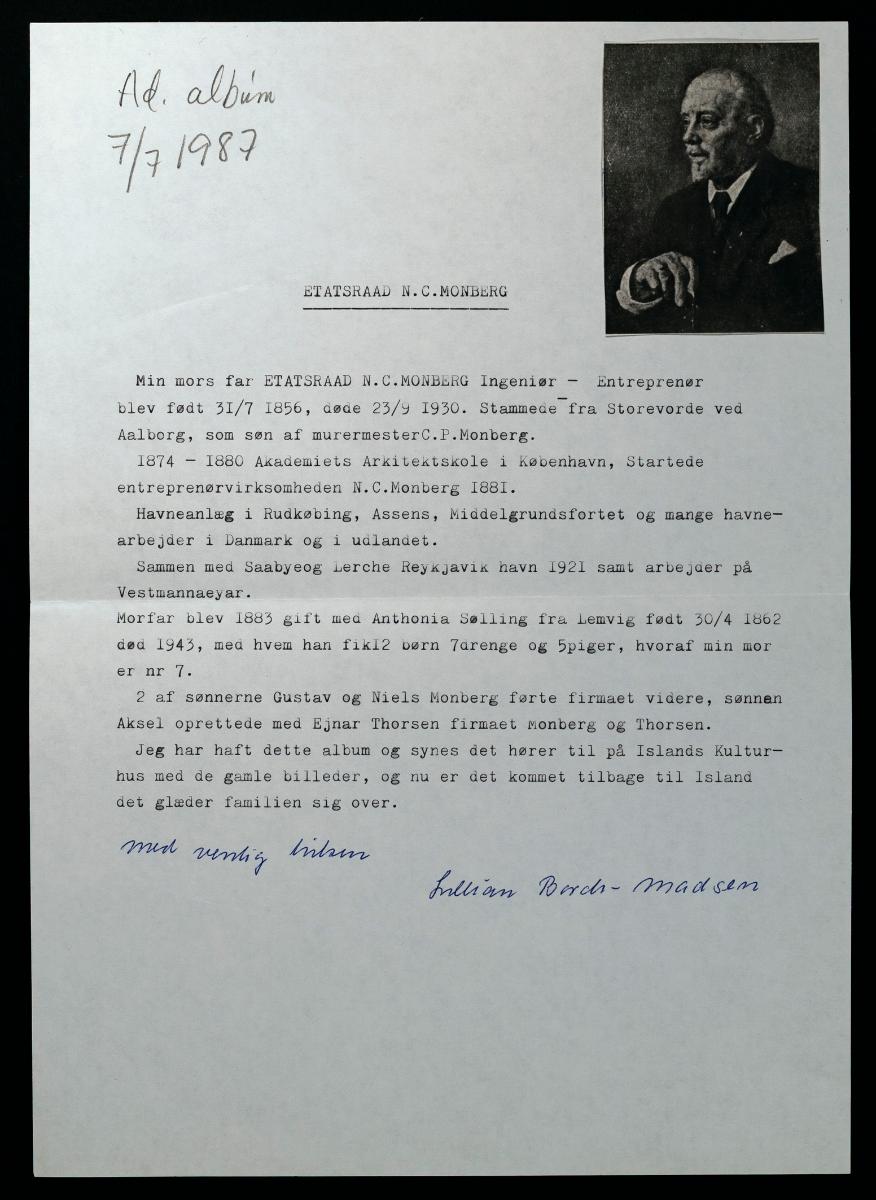 Ad. albúm
7/7 1987
ETATSRAAD N.C.MONBERG
Min mors far ETATSRAAD N.C.MONBERG Ingeniør - Entreprenør
blev født 31/7 1856, døde 23/9 1930. Stammede fra Storevorde ved
Aalborg, som søn af murermesterC.P.Monberg.
1874 - 1880 Akademiets Arkitektskole i København, Startede
entreprenørvirksomheden N.C.Monberg 1881.
Havneanlæg i Rudkøbing, Assens, Middelgrundsfortet og mange havne-
arbejder i Danmark og i udlandet.
Sammen med Saabyeog Lerche Reykjavik havn 1921 samt arbejder på
Vestmannaeyar.
Morfar blev 1883 gift med Anthonia Sølling fra Lemvig født 30/4 1862
død 1943, med hvem han fik12 børn 7drenge og 5piger, hvoraf min mor
er nr 7.
2 af sønnerne Gustav og Niels Monberg førte firmaet videre, sønnen
Aksel oprettede med Ejnar Thorsen firmaet Monberg og Thorsen.
Jeg har haft dette album og synes det hører til på Islands Kultur-
hus med de gamle billeder, og nu er det kommet tilbage til Island
det glæder familien sig over.
med venlig hilsen
Lillian Borch-Madsen